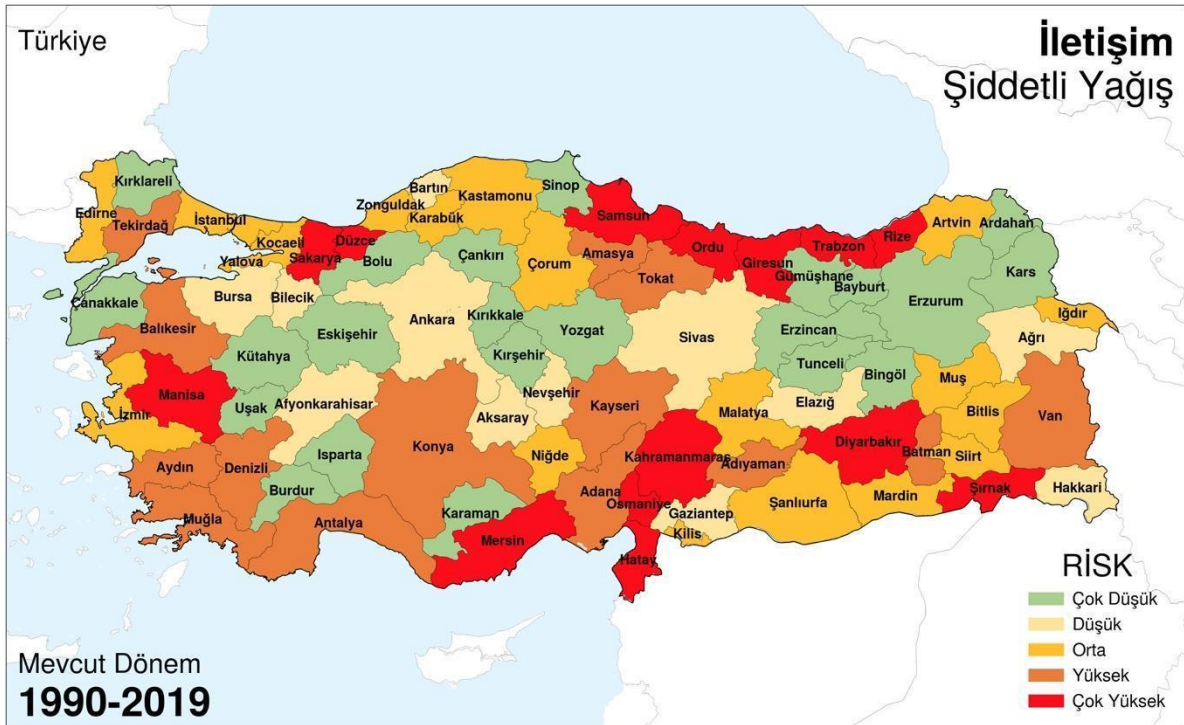 Türkiye
İletişim
Şiddetli Yağış
Kırklareli
Edirne
Tekirdağ
İstanbul
Kocaeli
Yalova
Sakarya
Düzce
Zonguldak
Bartın
Karabük
Kastamonu
Sinop
Bolu
Çankırı
Çorum
Samsun
Amasya
Tokat
Ordu
Giresun
Gümüşhane
Trabzon
Rize
Bayburt
Artvin
Ardahan
Kars
Erzurum
Iğdır
Ağrı
Çanakkale
Balıkesir
Bursa
Bilecik
Eskişehir
Kütahya
Ankara
Kırıkkale
Kırşehir
Yozgat
Sivas
Erzincan
Tunceli
Bingöl
Muş
Bitlis
Van
Manisa
İzmir
Uşak
Afyonkarahisar
Aksaray
Nevşehir
Kayseri
Malatya
Elazığ
Diyarbakır
Batman
Siirt
Aydın
Denizli
Isparta
Burdur
Konya
Niğde
Kahramanmaraş
Adıyaman
Adana
Osmaniye
Gaziantep
Şanlıurfa
Mardin
Şırnak
Hakkari
Muğla
Antalya
Karaman
Mersin
Kilis
Hatay
RİSK
Çok Düşük
Düşük
Orta
Yüksek
Çok Yüksek
Mevcut Dönem
1990-2019